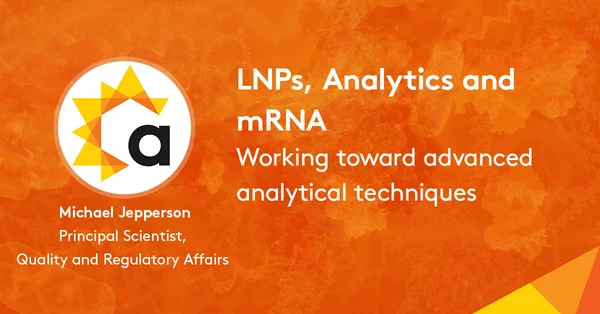 a
LNPs, Analytics and
mRNA
Working toward advanced
analytical techniques
Michael Jepperson
Principal Scientist,
Quality and Regulatory Affairs